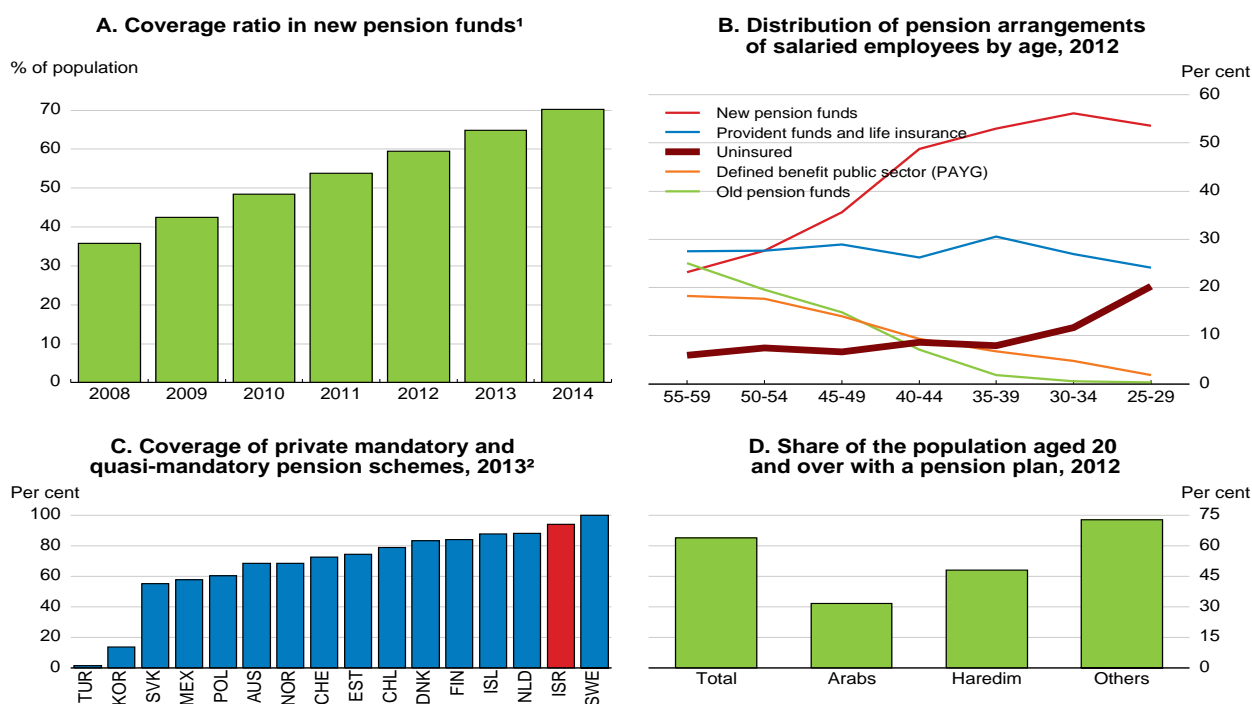 A. Coverage ratio in new pension funds¹
% of population
70
60
50
40
30
20
10
0
2008 2009 2010 2011 2012 2013 2014
B. Distribution of pension arrangements
of salaried employees by age, 2012
Per cent
60
50
40
30
20
10
0
New pension funds
Provident funds and life insurance
Uninsured
Defined benefit public sector (PAYG)
Old pension funds
55-59 50-54 45-49 40-44 35-39 30-34 25-29
C. Coverage of private mandatory and
quasi-mandatory pension schemes, 2013²
Per cent
100
80
60
40
20
0
TUR KOR SVK MEX POL AUS NOR CHE EST CHL DNK FIN ISL NLD ISR SWE
D. Share of the population aged 20
and over with a pension plan, 2012
Per cent
75
60
45
30
15
0
Total Arabs Haredim Others